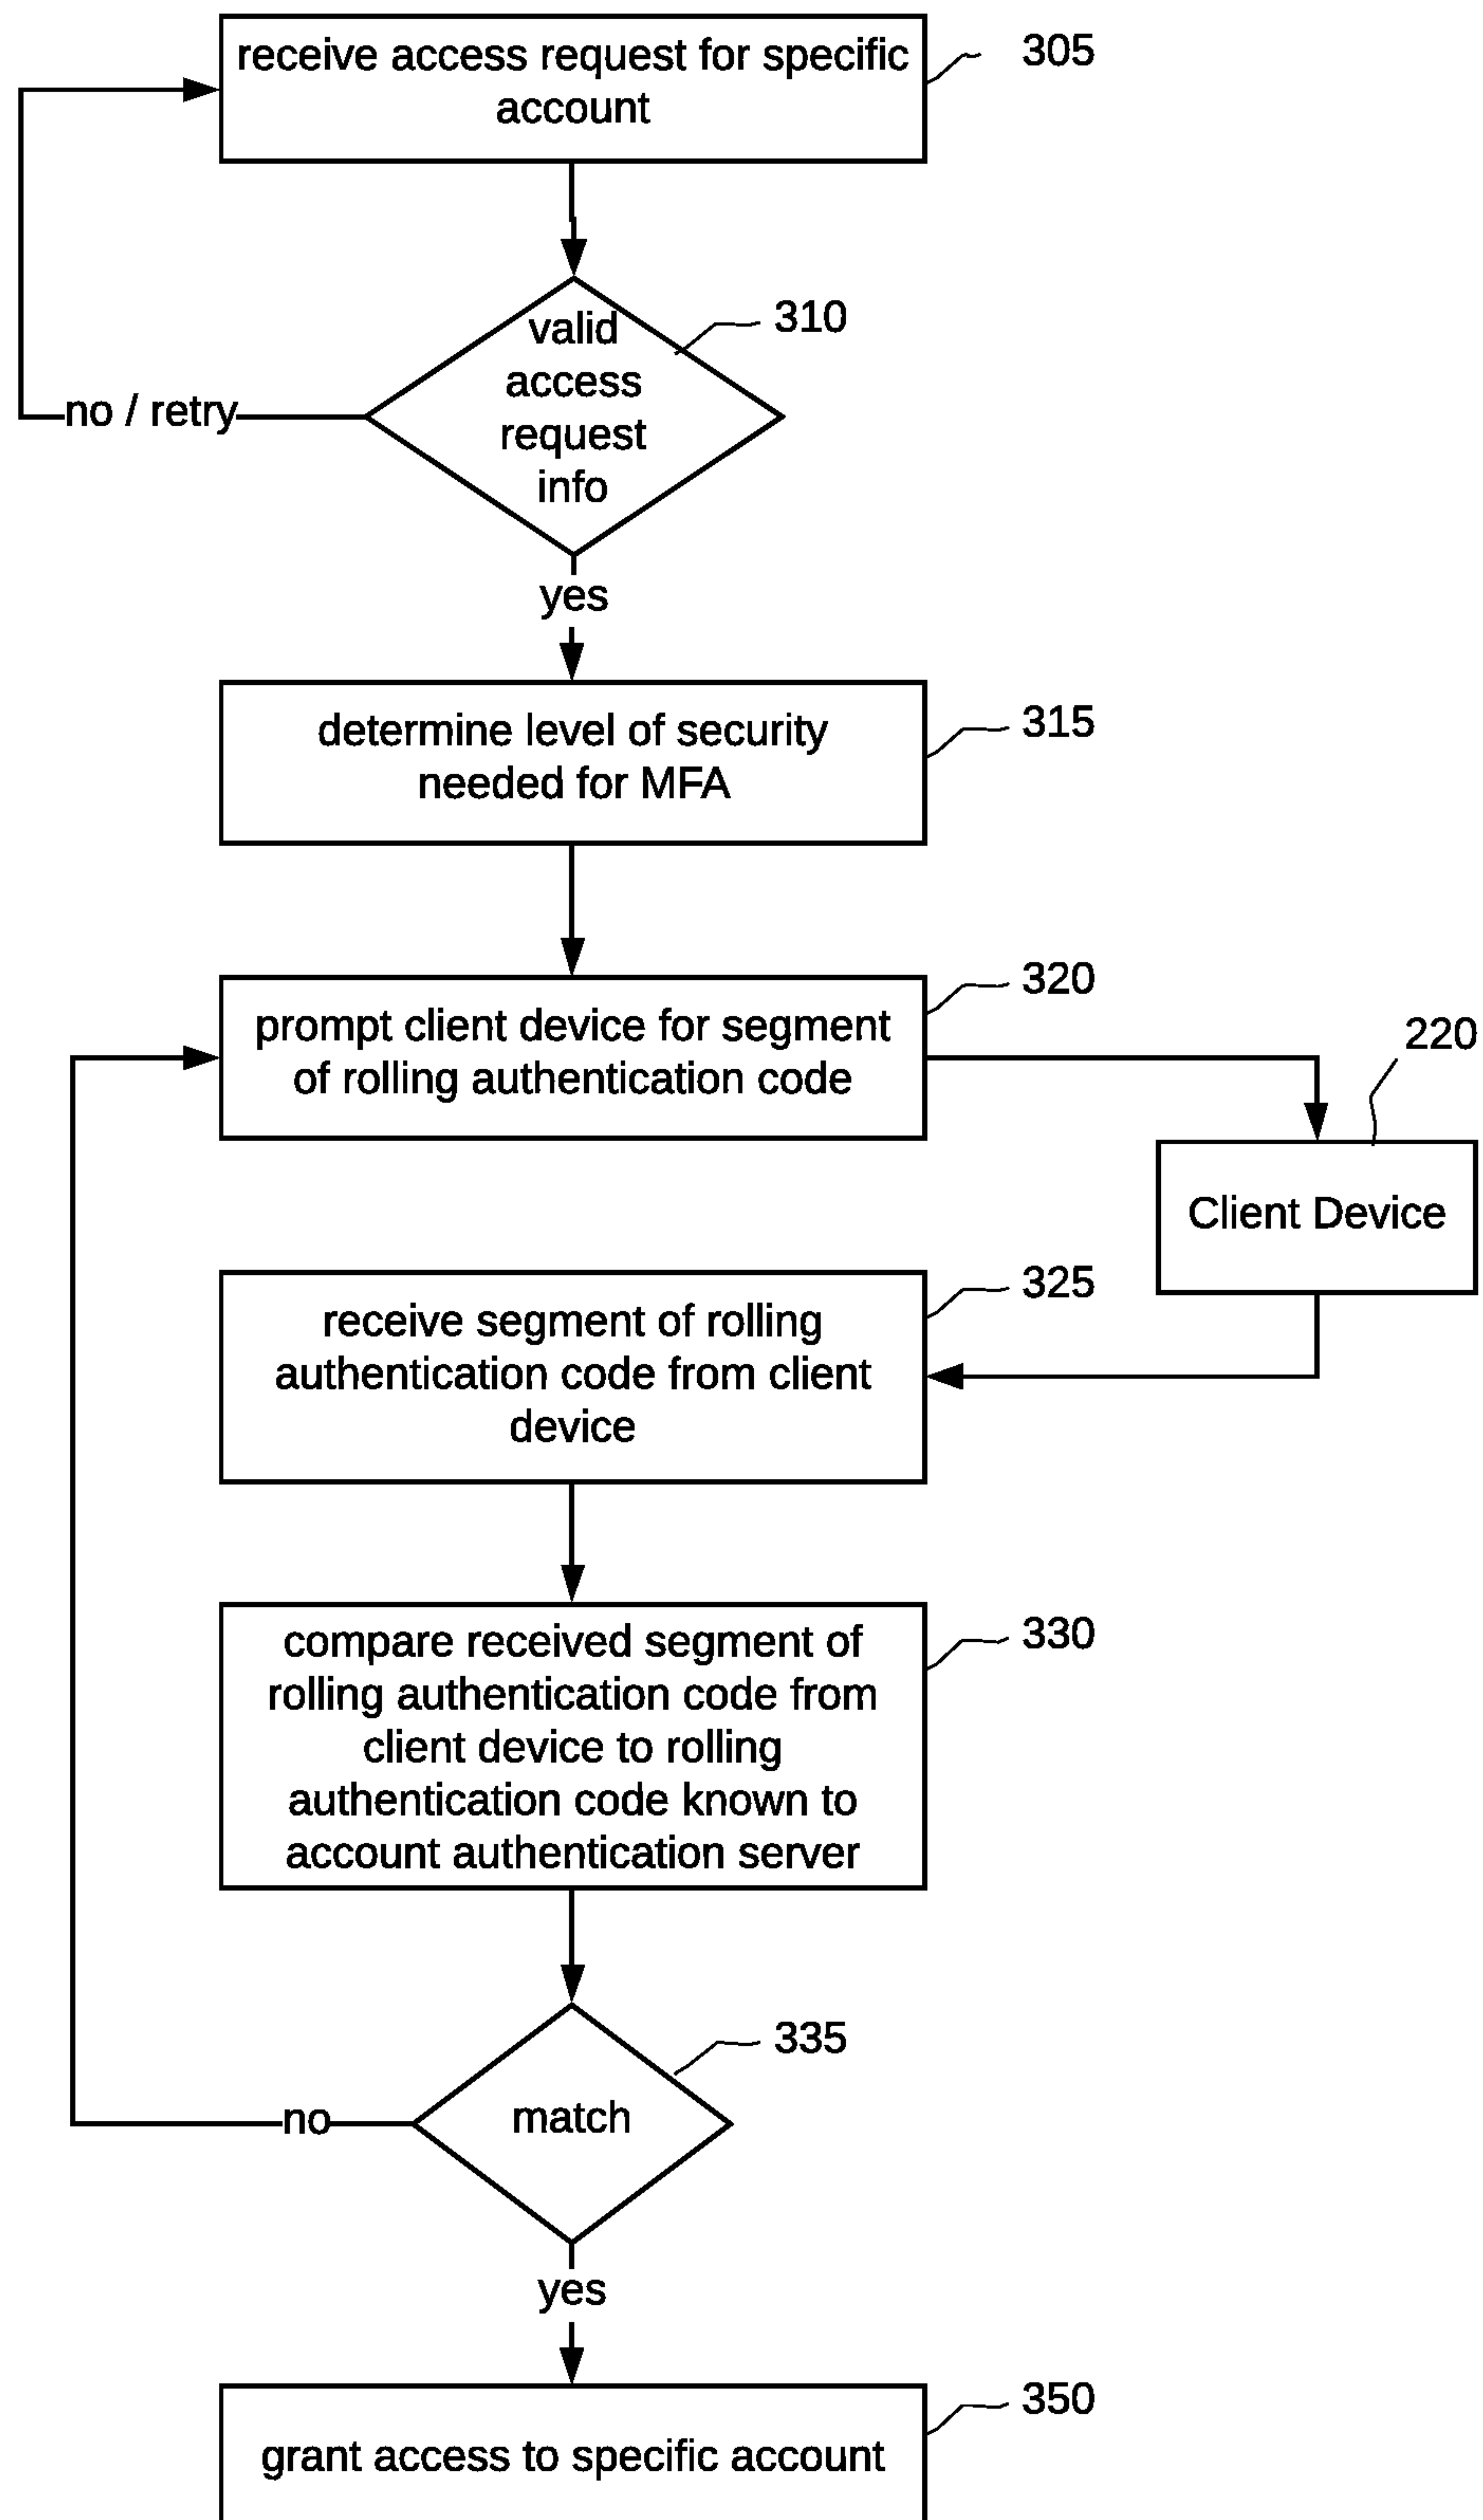 receive access request for specific
account
305
valid
access
request
info
310
no / retry
yes
determine level of security
needed for MFA
315
prompt client device for segment
of rolling authentication code
320
220
Client Device
receive segment of rolling
authentication code from client
device
325
compare received segment of
rolling authentication code from
client device to rolling
authentication code known to
account authentication server
330
match
335
no
yes
grant access to specific account
350